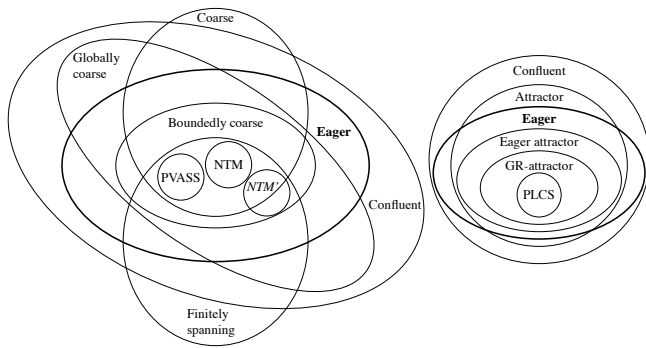 Coarse
Globally
coarse
Boundedly coarse
Eager
NTM
PVASS
NTM'
Confluent
Finitely
spanning
Confluent
Attractor
Eager
Eager attractor
GR-attractor
PLCS